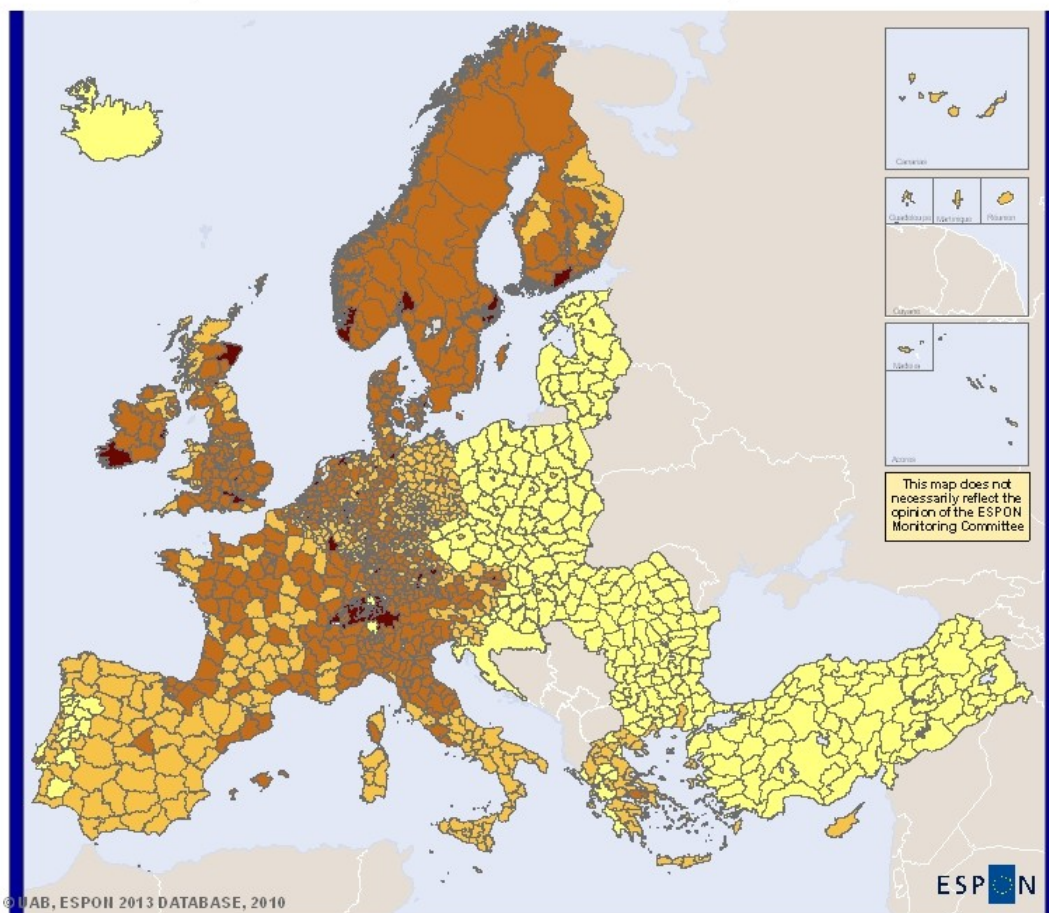 Canarias
Guadeloupe
Martinique
Réunion
Guyane
Madeira
Açores
This map does not
necessarily reflect the
opinion of the ESPON
Monitoring Committee
ESPON
©UAB, ESPON 2013 DATABASE, 2010